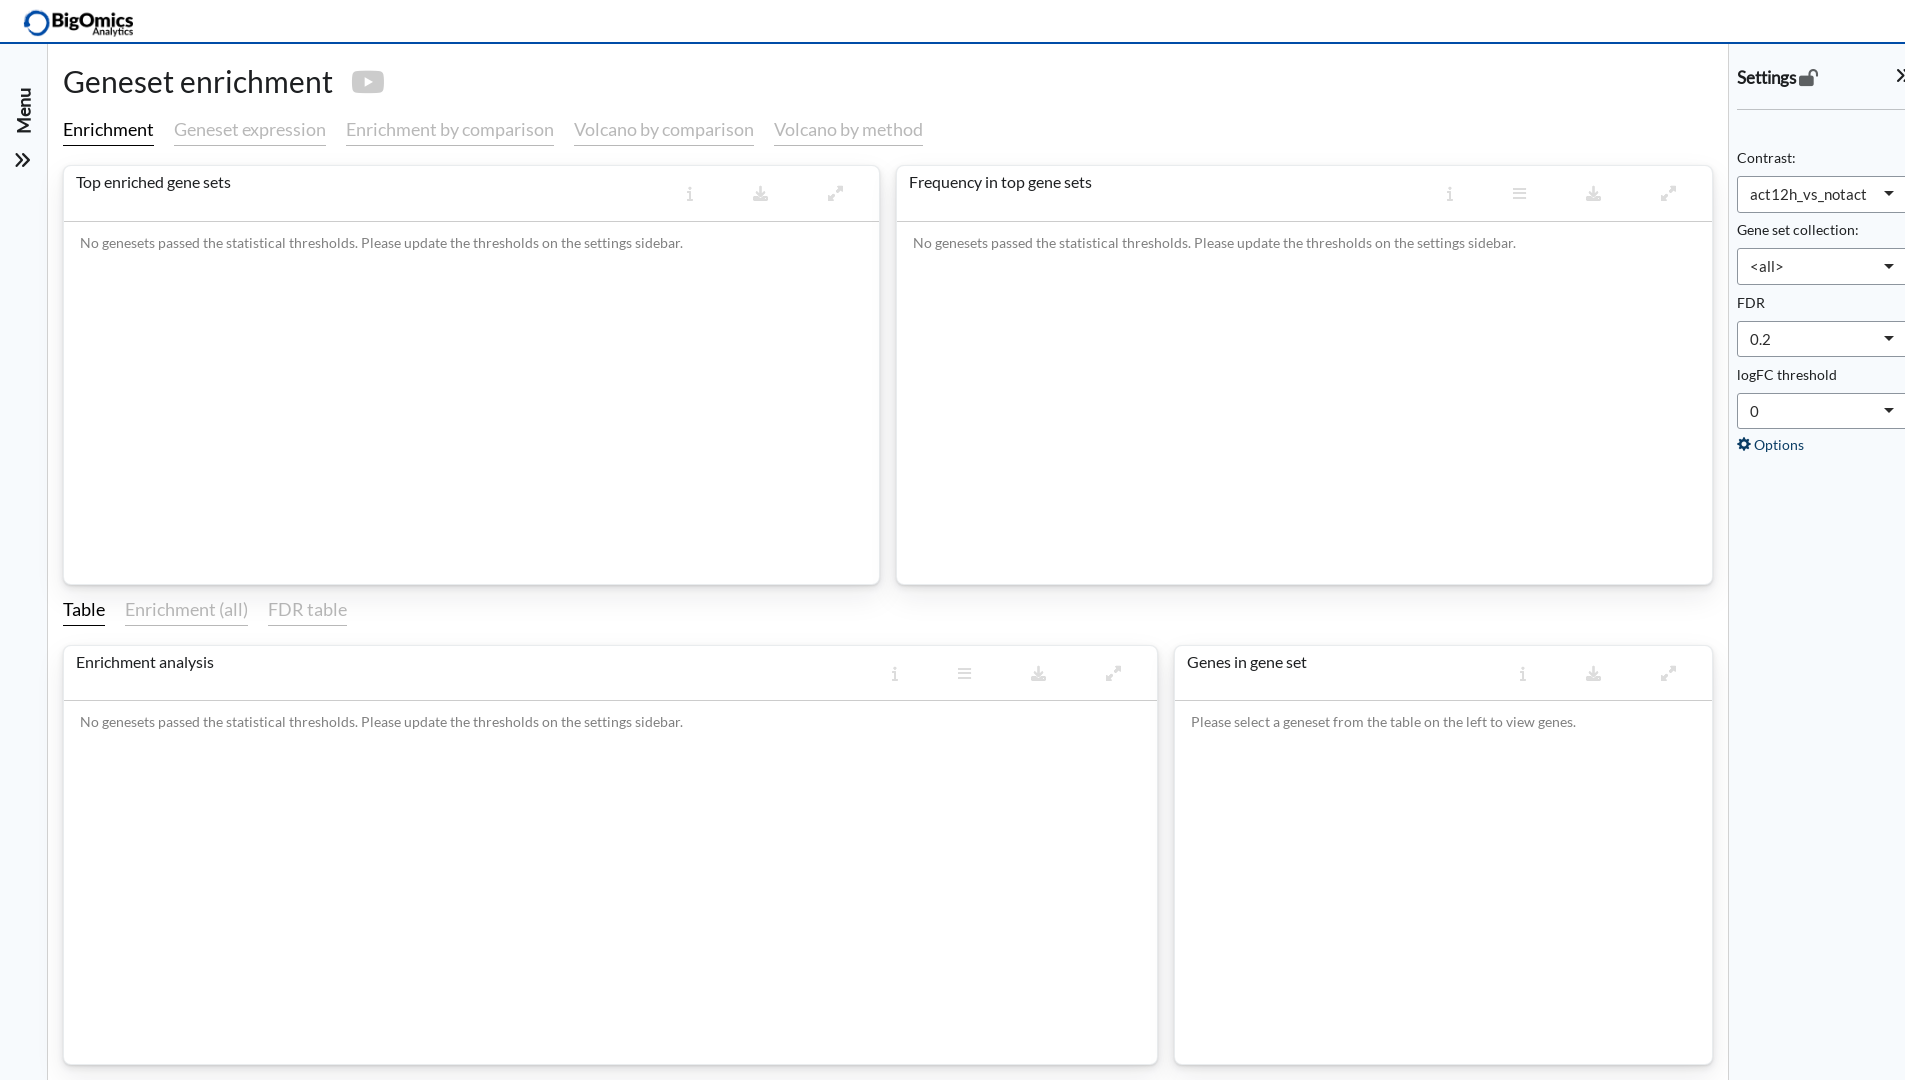 BigOmics
Analytics
Menu
Geneset enrichment
Enrichment Geneset expression Enrichment by comparison Volcano by comparison Volcano by method
Top enriched gene sets
No genesets passed the statistical thresholds. Please update the thresholds on the settings sidebar.
Frequency in top gene sets
No genesets passed the statistical thresholds. Please update the thresholds on the settings sidebar.
Table Enrichment (all) FDR table
Enrichment analysis
No genesets passed the statistical thresholds. Please update the thresholds on the settings sidebar.
Genes in gene set
Please select a geneset from the table on the left to view genes.
Settings
Contrast:
act12h_vs_notact
Gene set collection:
<all>
FDR
0.2
logFC threshold
0
Options